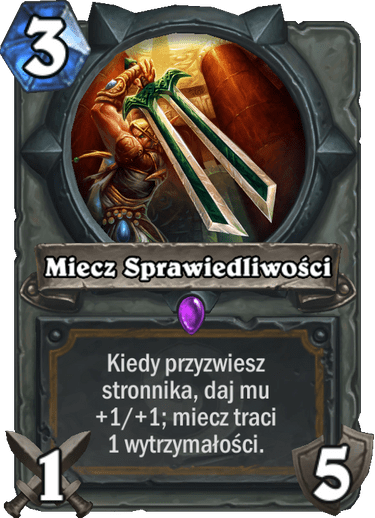 3
Miecz Sprawiedliwości
Kiedy przyzwiesz
stronnika, daj mu
+1/+1; miecz traci
1 wytrzymałości.
1
5